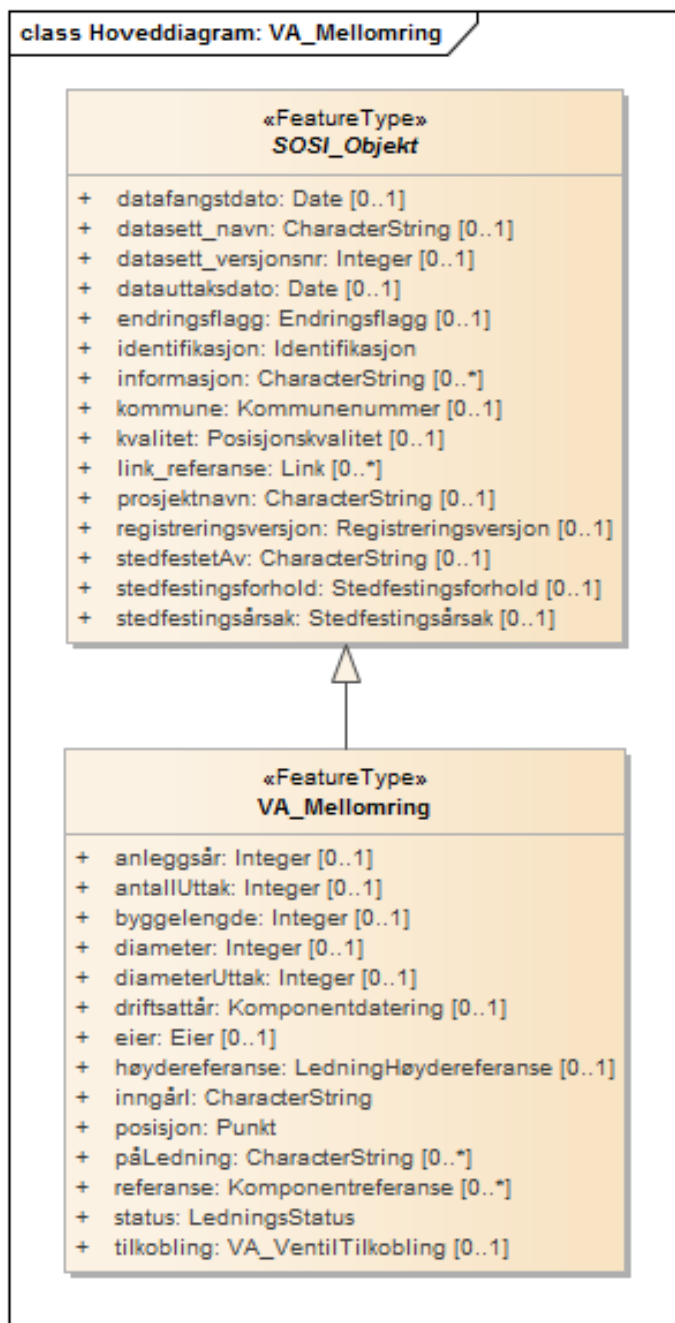 class Hoveddiagram: VA_Mellomring
«FeatureType»
SOSI_Objekt
+ datafangstdato: Date [0..1]
+ datasett_navn: CharacterString [0..1]
+ datasett_versjonsnr: Integer [0..1]
+ datauttaksdato: Date [0..1]
+ endringsflagg: Endringsflagg [0..1]
+ identifikasjon: Identifikasjon
+ informasjon: CharacterString [0..*]
+ kommune: Kommunenummer [0..1]
+ kvalitet: Posisjonskvalitet [0..1]
+ link_referanse: Link [0..*]
+ prosjektnavn: CharacterString [0..1]
+ registreringsversjon: Registreringsversjon [0..1]
+ stedfestetAv: CharacterString [0..1]
+ stedfestingsforhold: Stedfestingsforhold [0..1]
+ stedfestingsårsak: Stedfestingsårsak [0..1]
«FeatureType»
VA_Mellomring
+ anleggsår: Integer [0..1]
+ antallUttak: Integer [0..1]
+ byggelengde: Integer [0..1]
+ diameter: Integer [0..1]
+ diameterUttak: Integer [0..1]
+ driftsattår: Komponentdatering [0..1]
+ eier: Eier [0..1]
+ høydereferanse: LedningHøydereferanse [0..1]
+ inngårI: CharacterString
+ posisjon: Punkt
+ påLedning: CharacterString [0..*]
+ referanse: Komponentreferanse [0..*]
+ status: LedningsStatus
+ tilkobling: VA_VentilTilkobling [0..1]